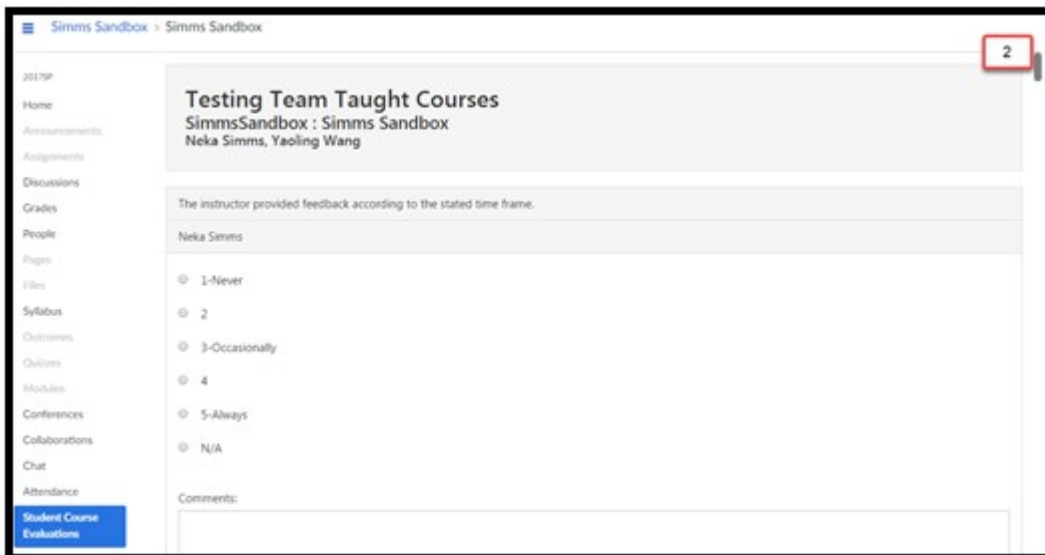 Simms Sandbox > Simms Sandbox
2
2017SP
Home
Announcements
Assignments
Discussions
Grades
People
Pages
Files
Syllabus
Outcomes
Quizzes
Modules
Conferences
Collaborations
Chat
Attendance
Student Course
Evaluations
Testing Team Taught Courses
SimmsSandbox : Simms Sandbox
Neka Simms, Yaoling Wang
The instructor provided feedback according to the stated time frame.
Neka Simms
1-Never
2
3-Occasionally
4
5-Always
N/A
Comments: